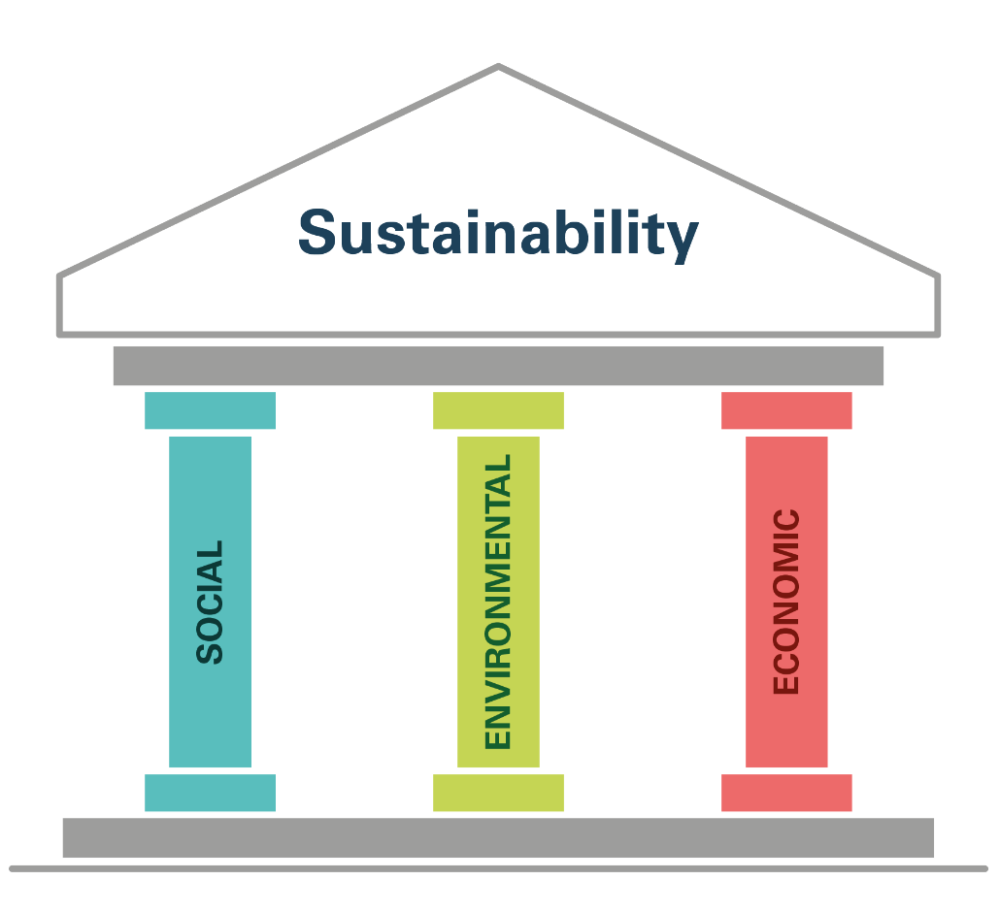 Sustainability
SOCIAL
ENVIRONMENTAL
ECONOMIC